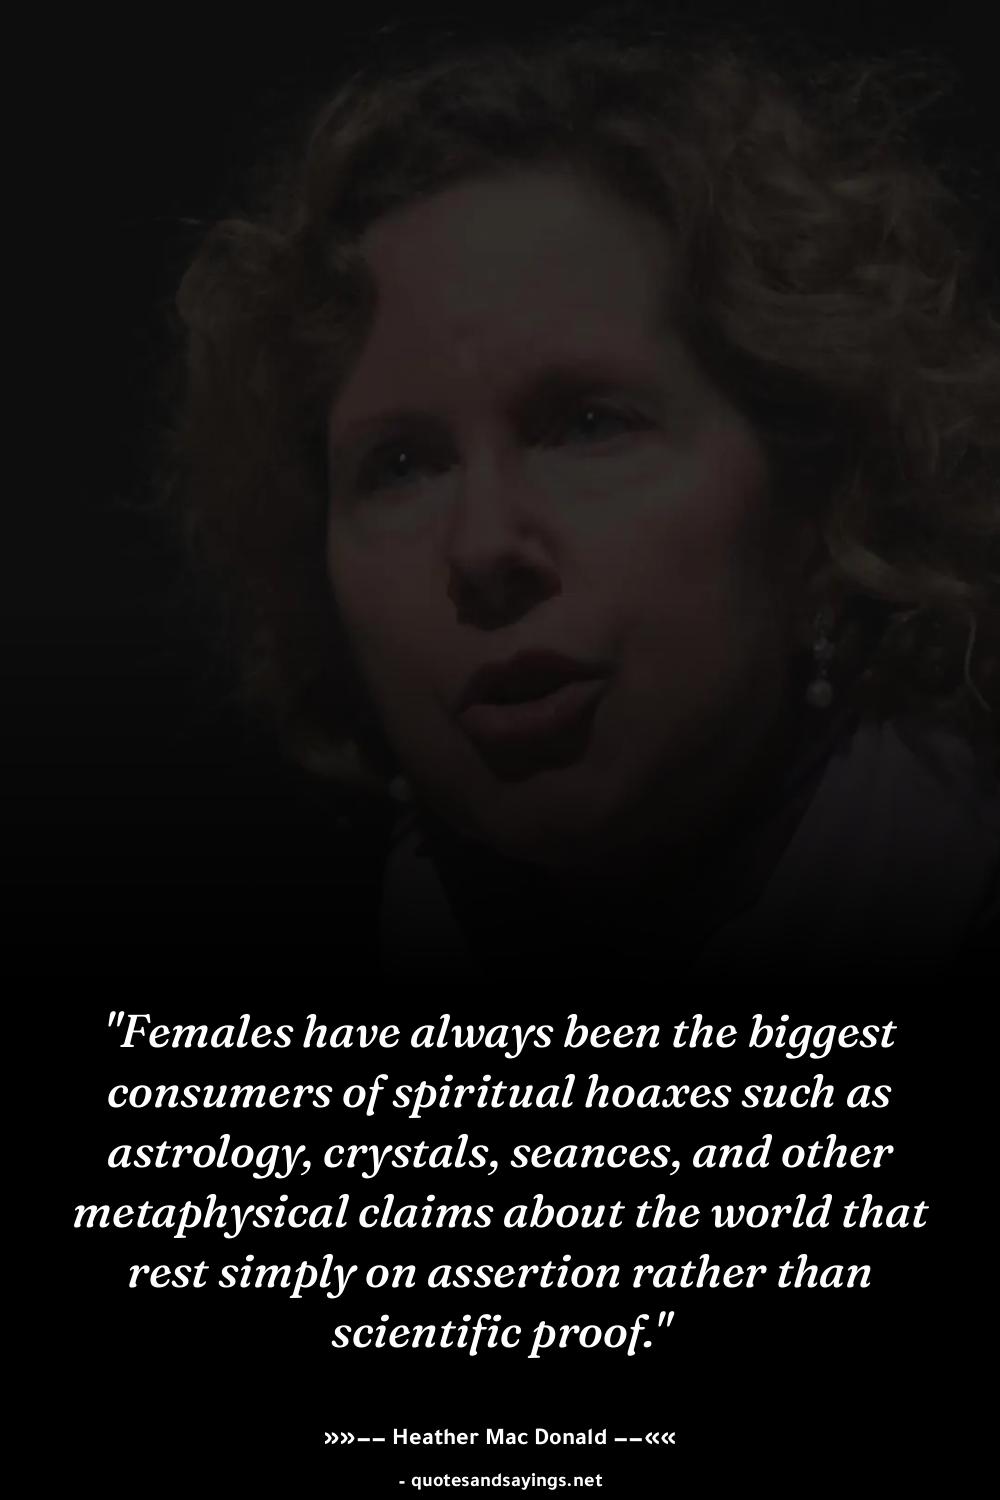 "Females have always been the biggest
consumers of spiritual hoaxes such as
astrology, crystals, seances, and other
metaphysical claims about the world that
rest simply on assertion rather than
scientific proof."
»»-- Heather Mac Donald --««
- quotesandsayings.net